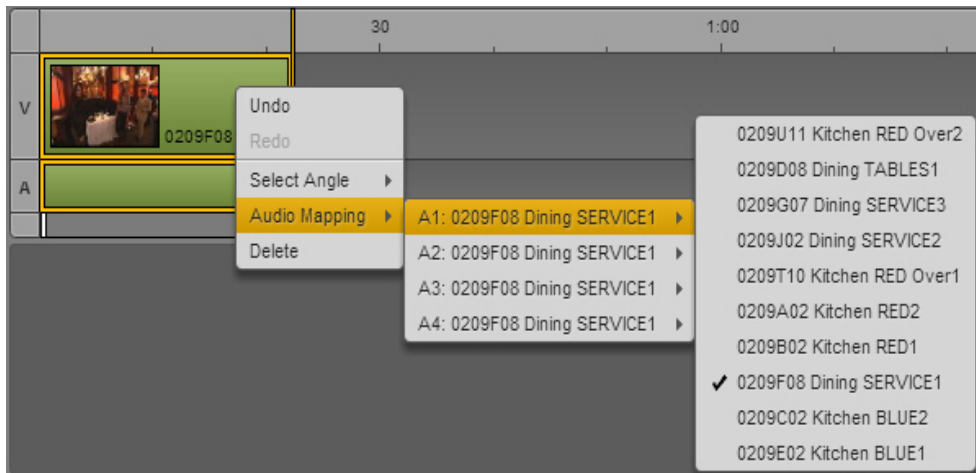 30
1:00
V
0209F08
A
Undo
Redo
Select Angle
Audio Mapping
Delete
A1: 0209F08 Dining SERVICE1
A2: 0209F08 Dining SERVICE1
A3: 0209F08 Dining SERVICE1
A4: 0209F08 Dining SERVICE1
0209U11 Kitchen RED Over2
0209D08 Dining TABLES1
0209G07 Dining SERVICE3
0209J02 Dining SERVICE2
0209T10 Kitchen RED Over1
0209A02 Kitchen RED2
0209B02 Kitchen RED1
0209F08 Dining SERVICE1
0209C02 Kitchen BLUE2
0209E02 Kitchen BLUE1